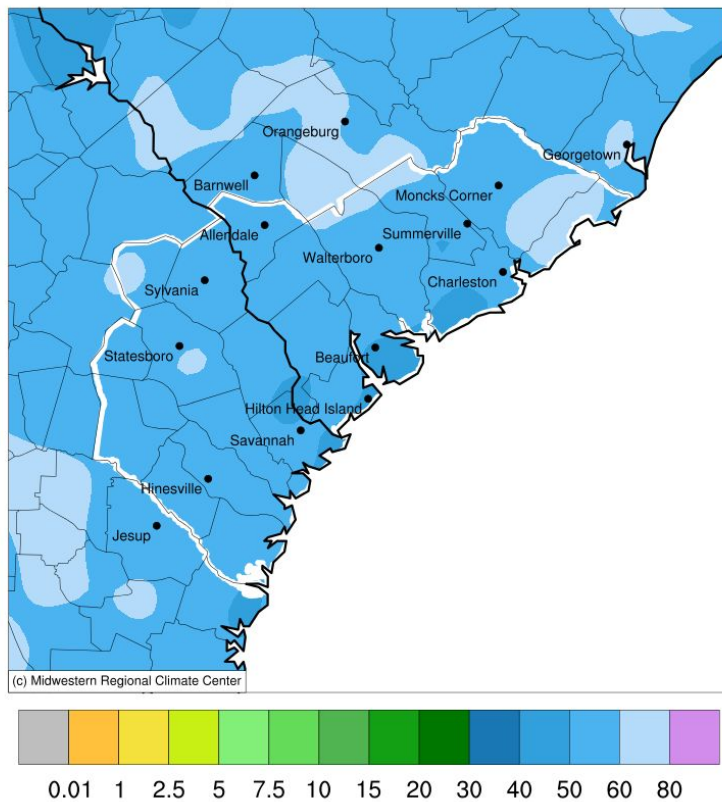 Orangeburg
Georgetown
Barnwell
Moncks Corner
Allendale
Summerville
Walterboro
Sylvania
Charleston
Statesboro
Beaufort
Hilton Head Island
Savannah
Hinesville
Jesup
(c) Midwestern Regional Climate Center
0.01 1 2.5 5 7.5 10 15 20 30 40 50 60 80